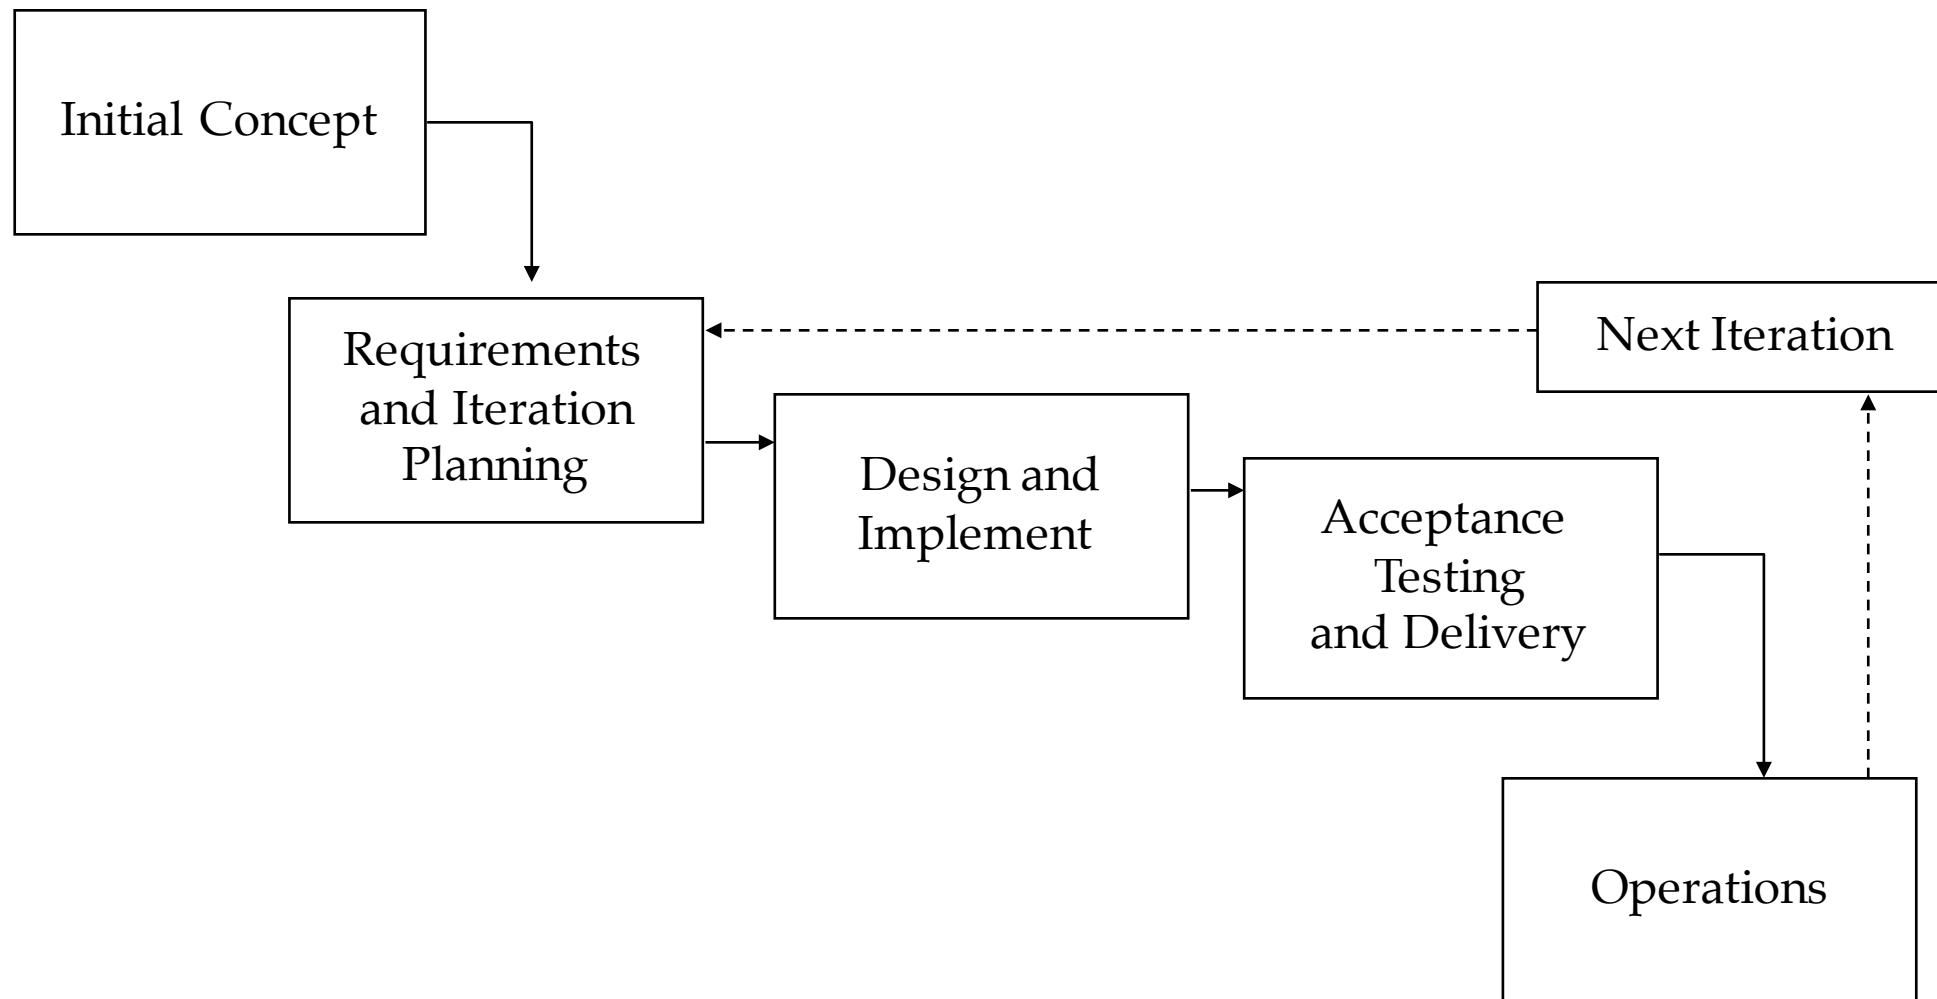 Initial Concept
Requirements
and Iteration
Planning
Next Iteration
Design and
Implement
Acceptance
Testing
and Delivery
Operations